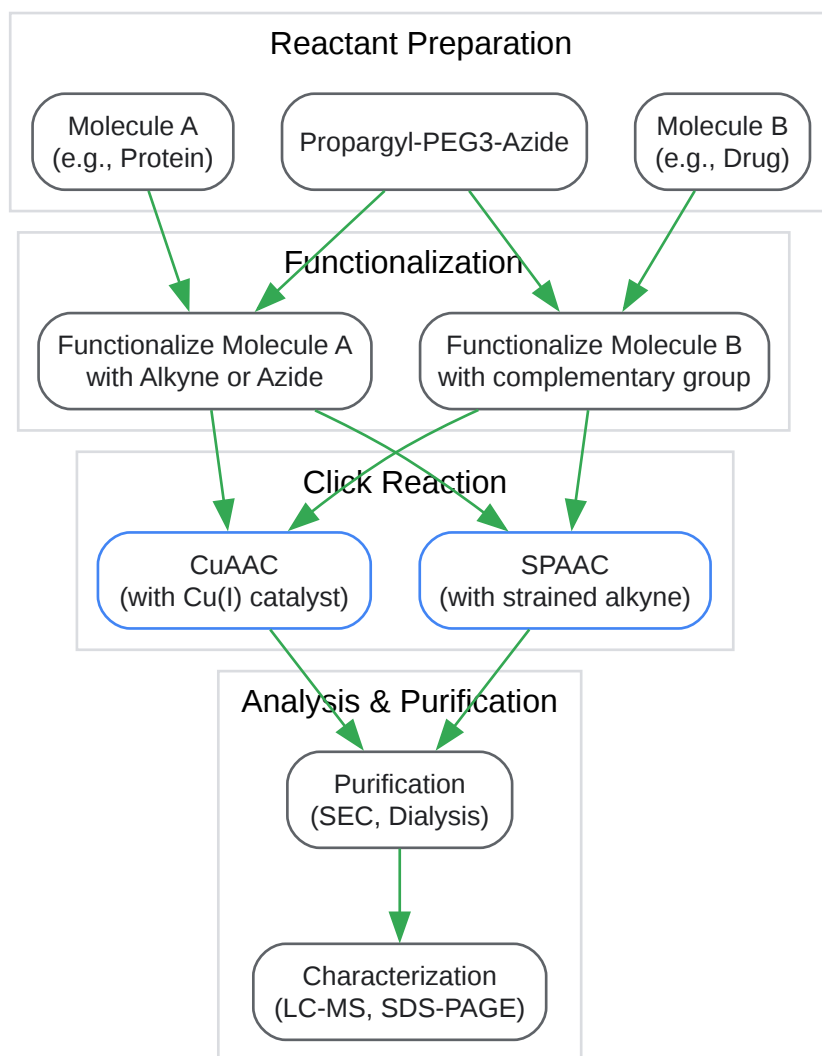 Reactant Preparation
Molecule A
(e.g., Protein)
Propargyl-PEG3-Azide
Molecule B
(e.g., Drug)
Functionalization
Functionalize Molecule A
with Alkyne or Azide
Functionalize Molecule B
with complementary group
Click Reaction
CuAAC
(with Cu(I) catalyst)
SPAAC
(with strained alkyne)
Analysis & Purification
Purification
(SEC, Dialysis)
Characterization
(LC-MS, SDS-PAGE)